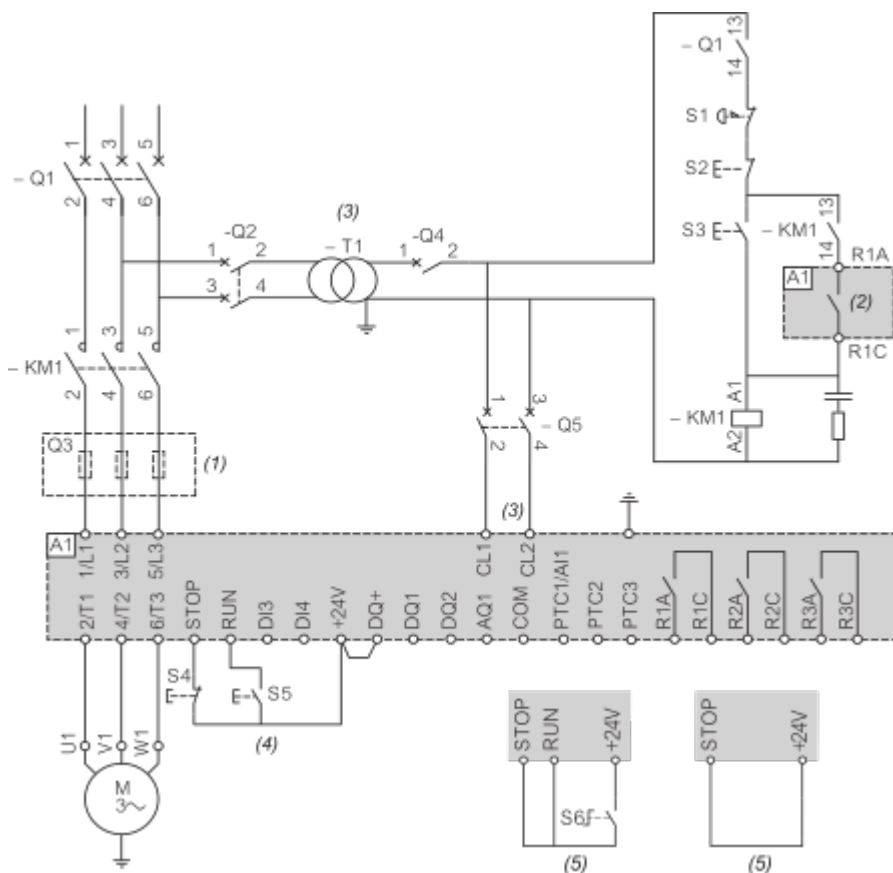 13
– Q1
14
S1
S2
S3
13
– KM1
14
R1A
A1
(2)
R1C
A1
– KM1
A2
1
3
5
– Q1
2
4
6
(3)
-Q2
1
2
– T1
3
4
-Q4
1
2
1
3
5
– KM1
2
4
6
Q3
(1)
1
3
– Q5
2
4
(3)
A1
1/L1
3/L2
5/L3
CL1
CL2
2/T1
4/T2
6/T3
STOP
RUN
DI3
DI4
+24V
DQ+
DQ1
DQ2
AQ1
COM
PTC1/AI1
PTC2
PTC3
R1A
R1C
R2A
R2C
R3A
R3C
S4
S5
(4)
U1
V1
W1
M
3
STOP
RUN
+24V
S6
(5)
STOP
+24V
(5)